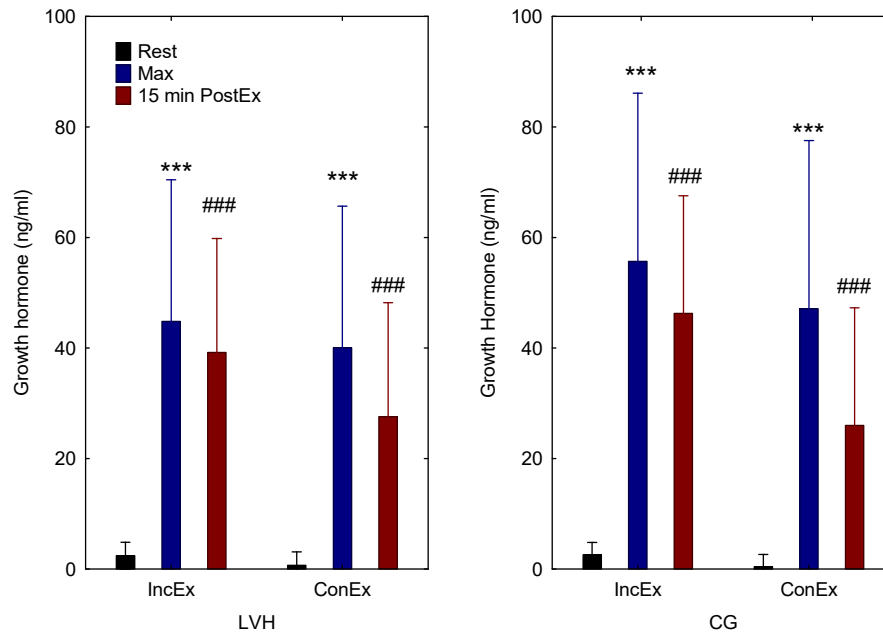 Growth hormone (ng/ml)
100
80
60
40
20
0
Rest
Max
15 min PostEx
***
###
***
###
IncEx
ConEx
LVH
Growth Hormone (ng/ml)
100
80
60
40
20
0
***
###
***
###
IncEx
ConEx
CG